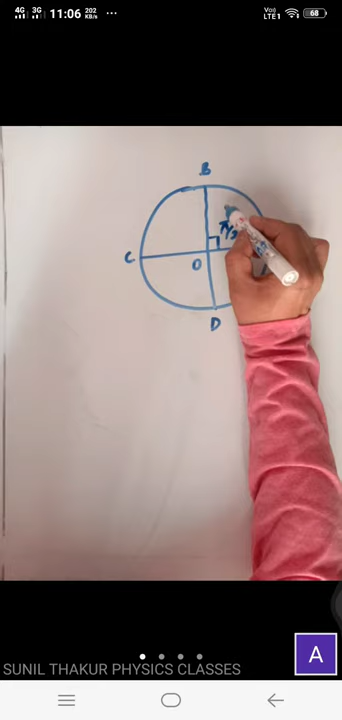 4G 3G 11:06 202 KB/s ... Vo) LTE1 68
B
π/2
C
O
D
A
SUNIL THAKUR PHYSICS CLASSES